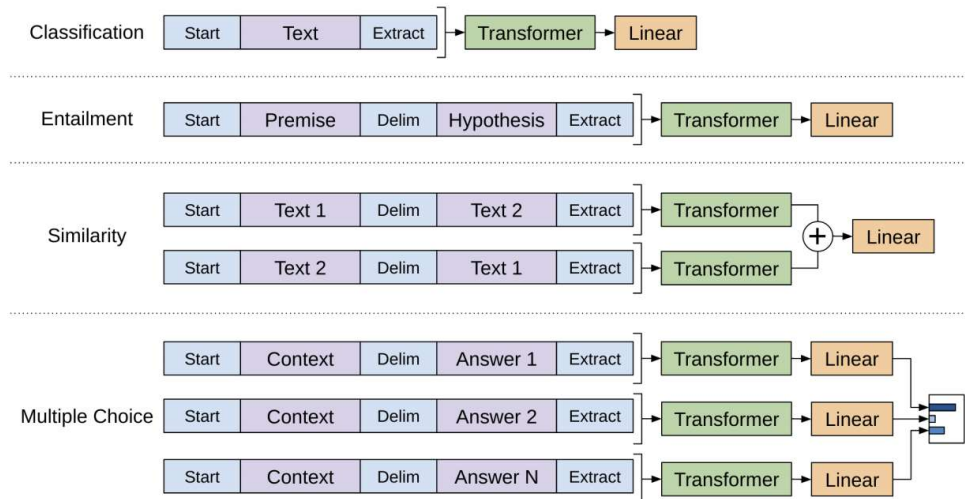 Classification Start Text Extract Transformer Linear
Entailment Start Premise Delim Hypothesis Extract Transformer Linear
Start Text 1 Delim Text 2 Extract Transformer
Similarity + Linear
Start Text 2 Delim Text 1 Extract Transformer
Start Context Delim Answer 1 Extract Transformer Linear
Multiple Choice Start Context Delim Answer 2 Extract Transformer Linear
Start Context Delim Answer N Extract Transformer Linear